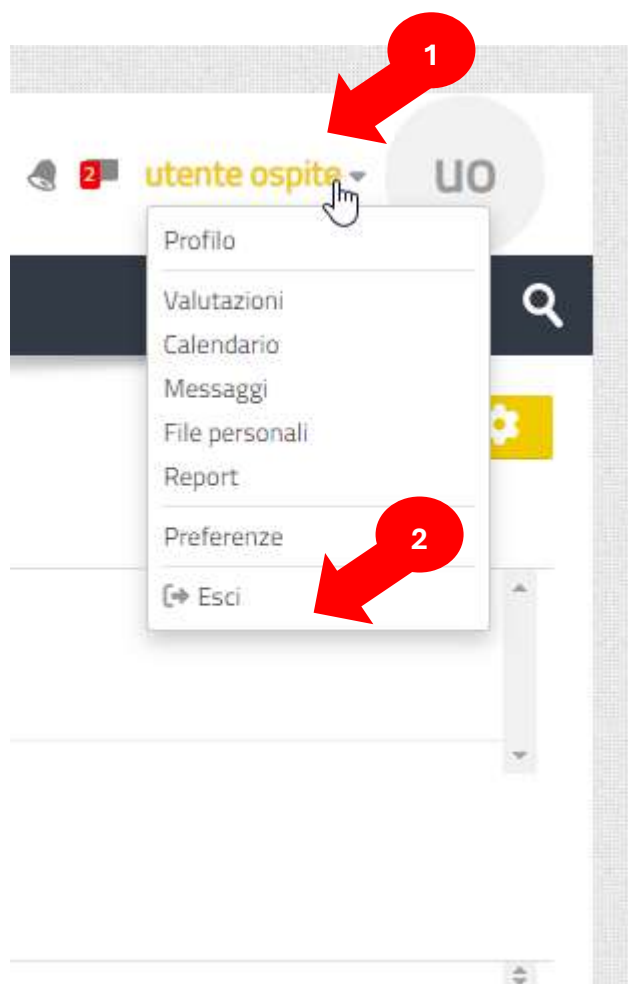 1
2
utente ospite
UO
Profilo
Valutazioni
Calendario
Messaggi
File personali
Report
Preferenze
2
Esci